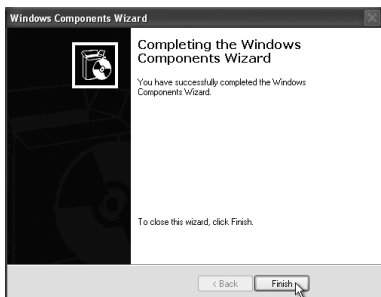 Windows Components Wizard
Completing the Windows
Components Wizard
You have successfully completed the Windows
Components Wizard.
To close this wizard, click Finish.
< Back
Finish